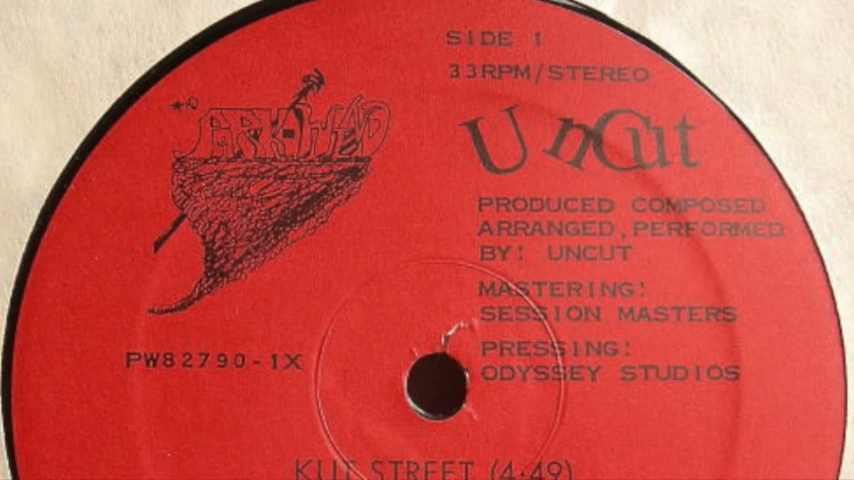 SIDE 1
33RPM/STEREO
UnCut
PRODUCED COMPOSED
ARRANGED, PERFORMED
BY: UNCUT
MASTERING:
SESSION MASTERS
PRESSING:
ODYSSEY STUDIOS
PW82790-1X
KUT STREET (4:49)